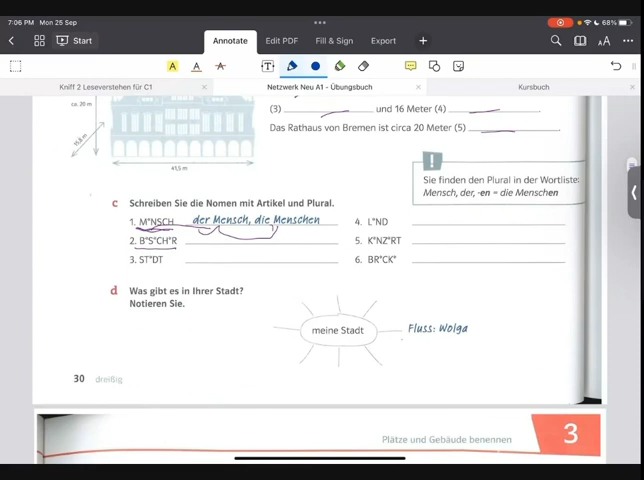 7:06 PM Mon 25 Sep
68%
Start
Annotate
Edit PDF
Fill & Sign
Export
Kniff 2 Leseverstehen für C1
Netzwerk Neu A1 - Übungsbuch
Kursbuch
ca. 20 m
15,8 m
41,5 m
(3) und 16 Meter (4)
Das Rathaus von Bremen ist circa 20 Meter (5)
!
Sie finden den Plural in der Wortliste:
Mensch, der, -en = die Menschen
c Schreiben Sie die Nomen mit Artikel und Plural.
1. M*NSCH der Mensch, die Menschen
2. B*S*CH*R
3. ST*DT
4. L*ND
5. K*NZ*RT
6. BR*CK*
d Was gibt es in Ihrer Stadt?
Notieren Sie.
meine Stadt
Fluss: Wolga
30 dreißig
Plätze und Gebäude benennen 3